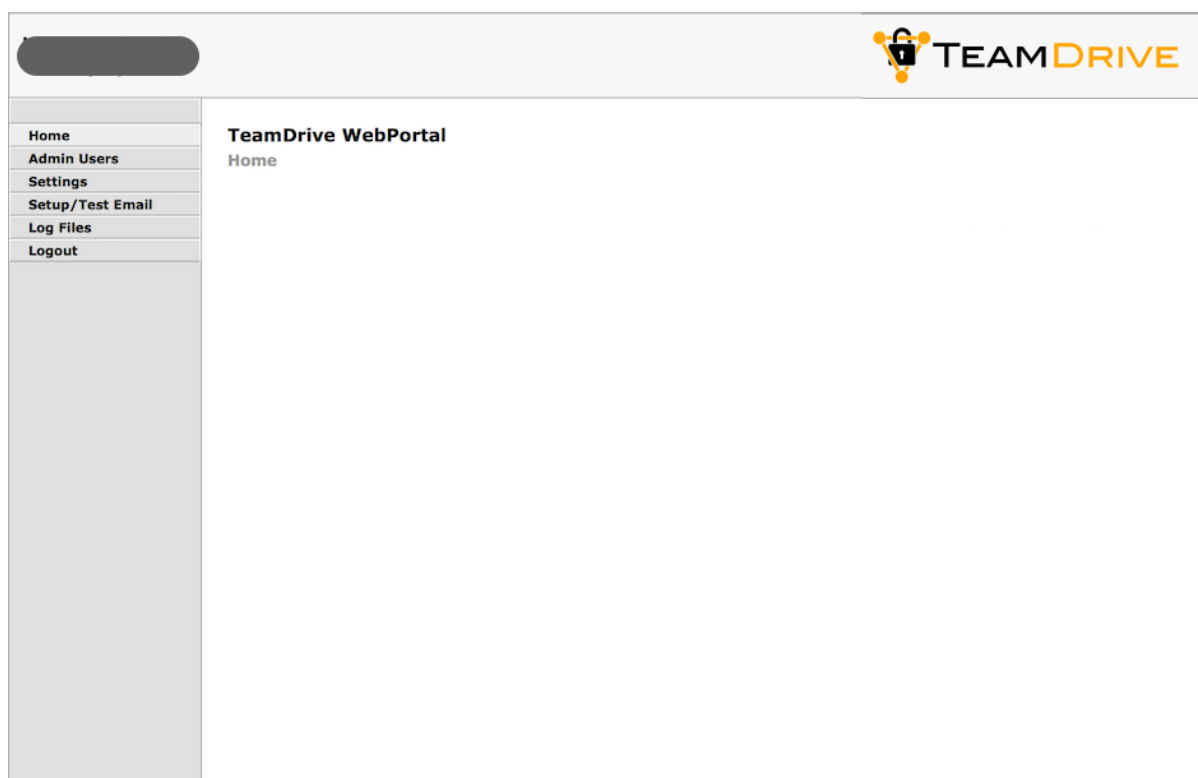 TEAMDRIVE
Home
Admin Users
Settings
Setup/Test Email
Log Files
Logout
TeamDrive WebPortal
Home